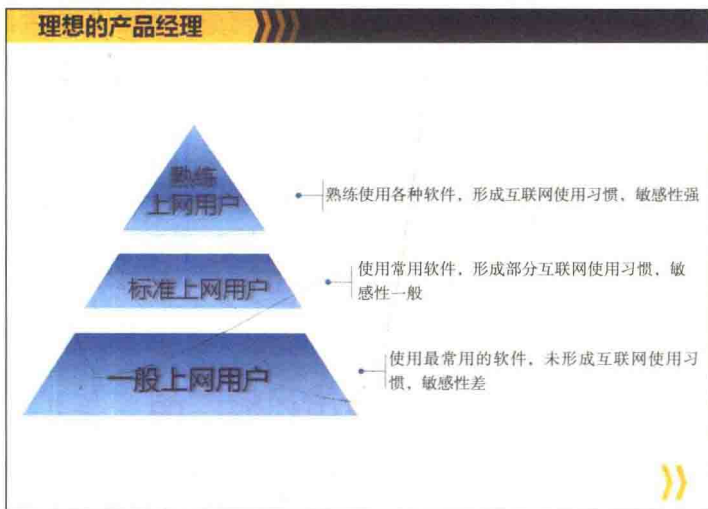 理想的产品经理
熟练
上网用户
熟练使用各种软件，形成互联网使用习惯，敏感性强
标准上网用户
使用常用软件，形成部分互联网使用习惯，敏
感性一般
一般上网用户
使用最常用的软件，未形成互联网使用习
惯，敏感性差